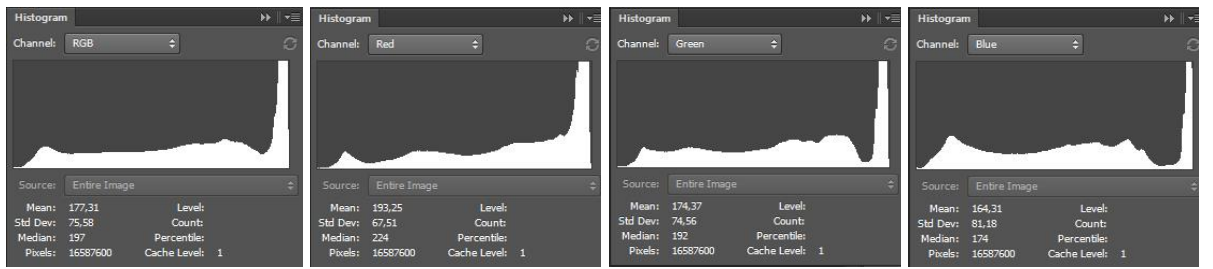 Histogram
Channel: RGB
Source: Entire Image
Mean: 177,31 Level:
Std Dev: 75,58 Count:
Median: 197 Percentile:
Pixels: 16587600 Cache Level: 1
Histogram
Channel: Red
Source: Entire Image
Mean: 193,25 Level:
Std Dev: 67,51 Count:
Median: 224 Percentile:
Pixels: 16587600 Cache Level: 1
Histogram
Channel: Green
Source: Entire Image
Mean: 174,37 Level:
Std Dev: 74,56 Count:
Median: 192 Percentile:
Pixels: 16587600 Cache Level: 1
Histogram
Channel: Blue
Source: Entire Image
Mean: 164,31 Level:
Std Dev: 81,18 Count:
Median: 174 Percentile:
Pixels: 16587600 Cache Level: 1